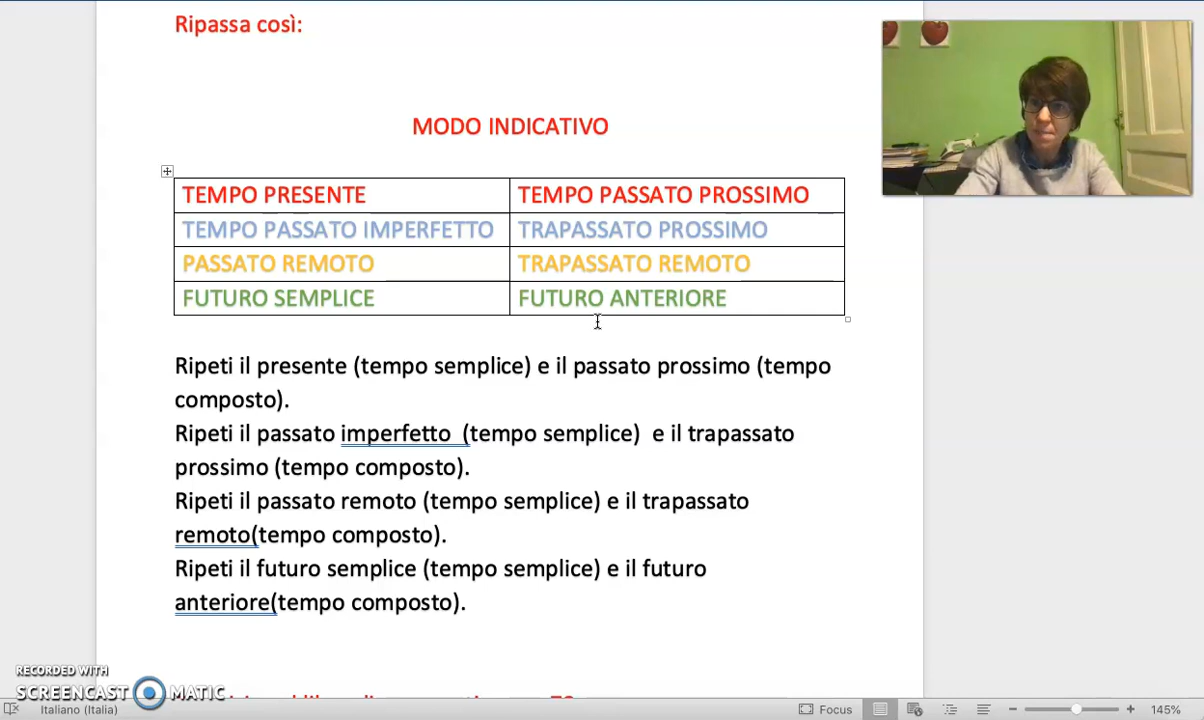 Ripassa così:
MODO INDICATIVO
TEMPO PRESENTE TEMPO PASSATO PROSSIMO
TEMPO PASSATO IMPERFETTO TRAPASSATO PROSSIMO
PASSATO REMOTO TRAPASSATO REMOTO
FUTURO SEMPLICE FUTURO ANTERIORE
Ripeti il presente (tempo semplice) e il passato prossimo (tempo
composto).
Ripeti il passato imperfetto (tempo semplice) e il trapassato
prossimo (tempo composto).
Ripeti il passato remoto (tempo semplice) e il trapassato
remoto(tempo composto).
Ripeti il futuro semplice (tempo semplice) e il futuro
anteriore(tempo composto).
RECORDED WITH
SCREENCAST MATIC
Italiano (Italia) Focus 145%